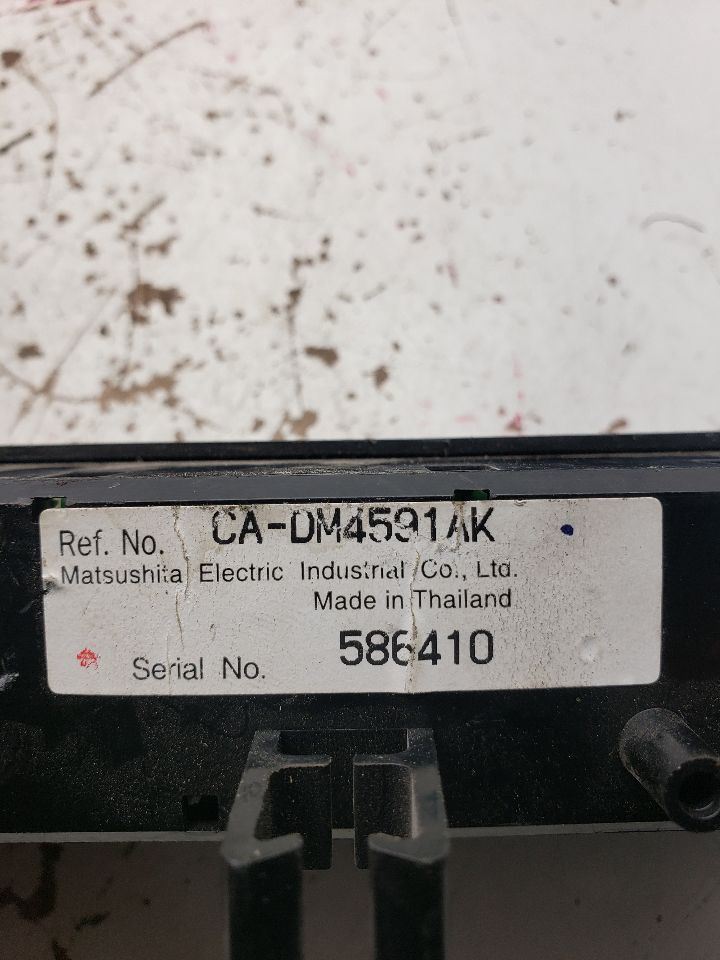 Ref. No. CA-DM4591AK
Matsushita Electric Industrial Co., Ltd.
Made in Thailand
Serial No. 586410